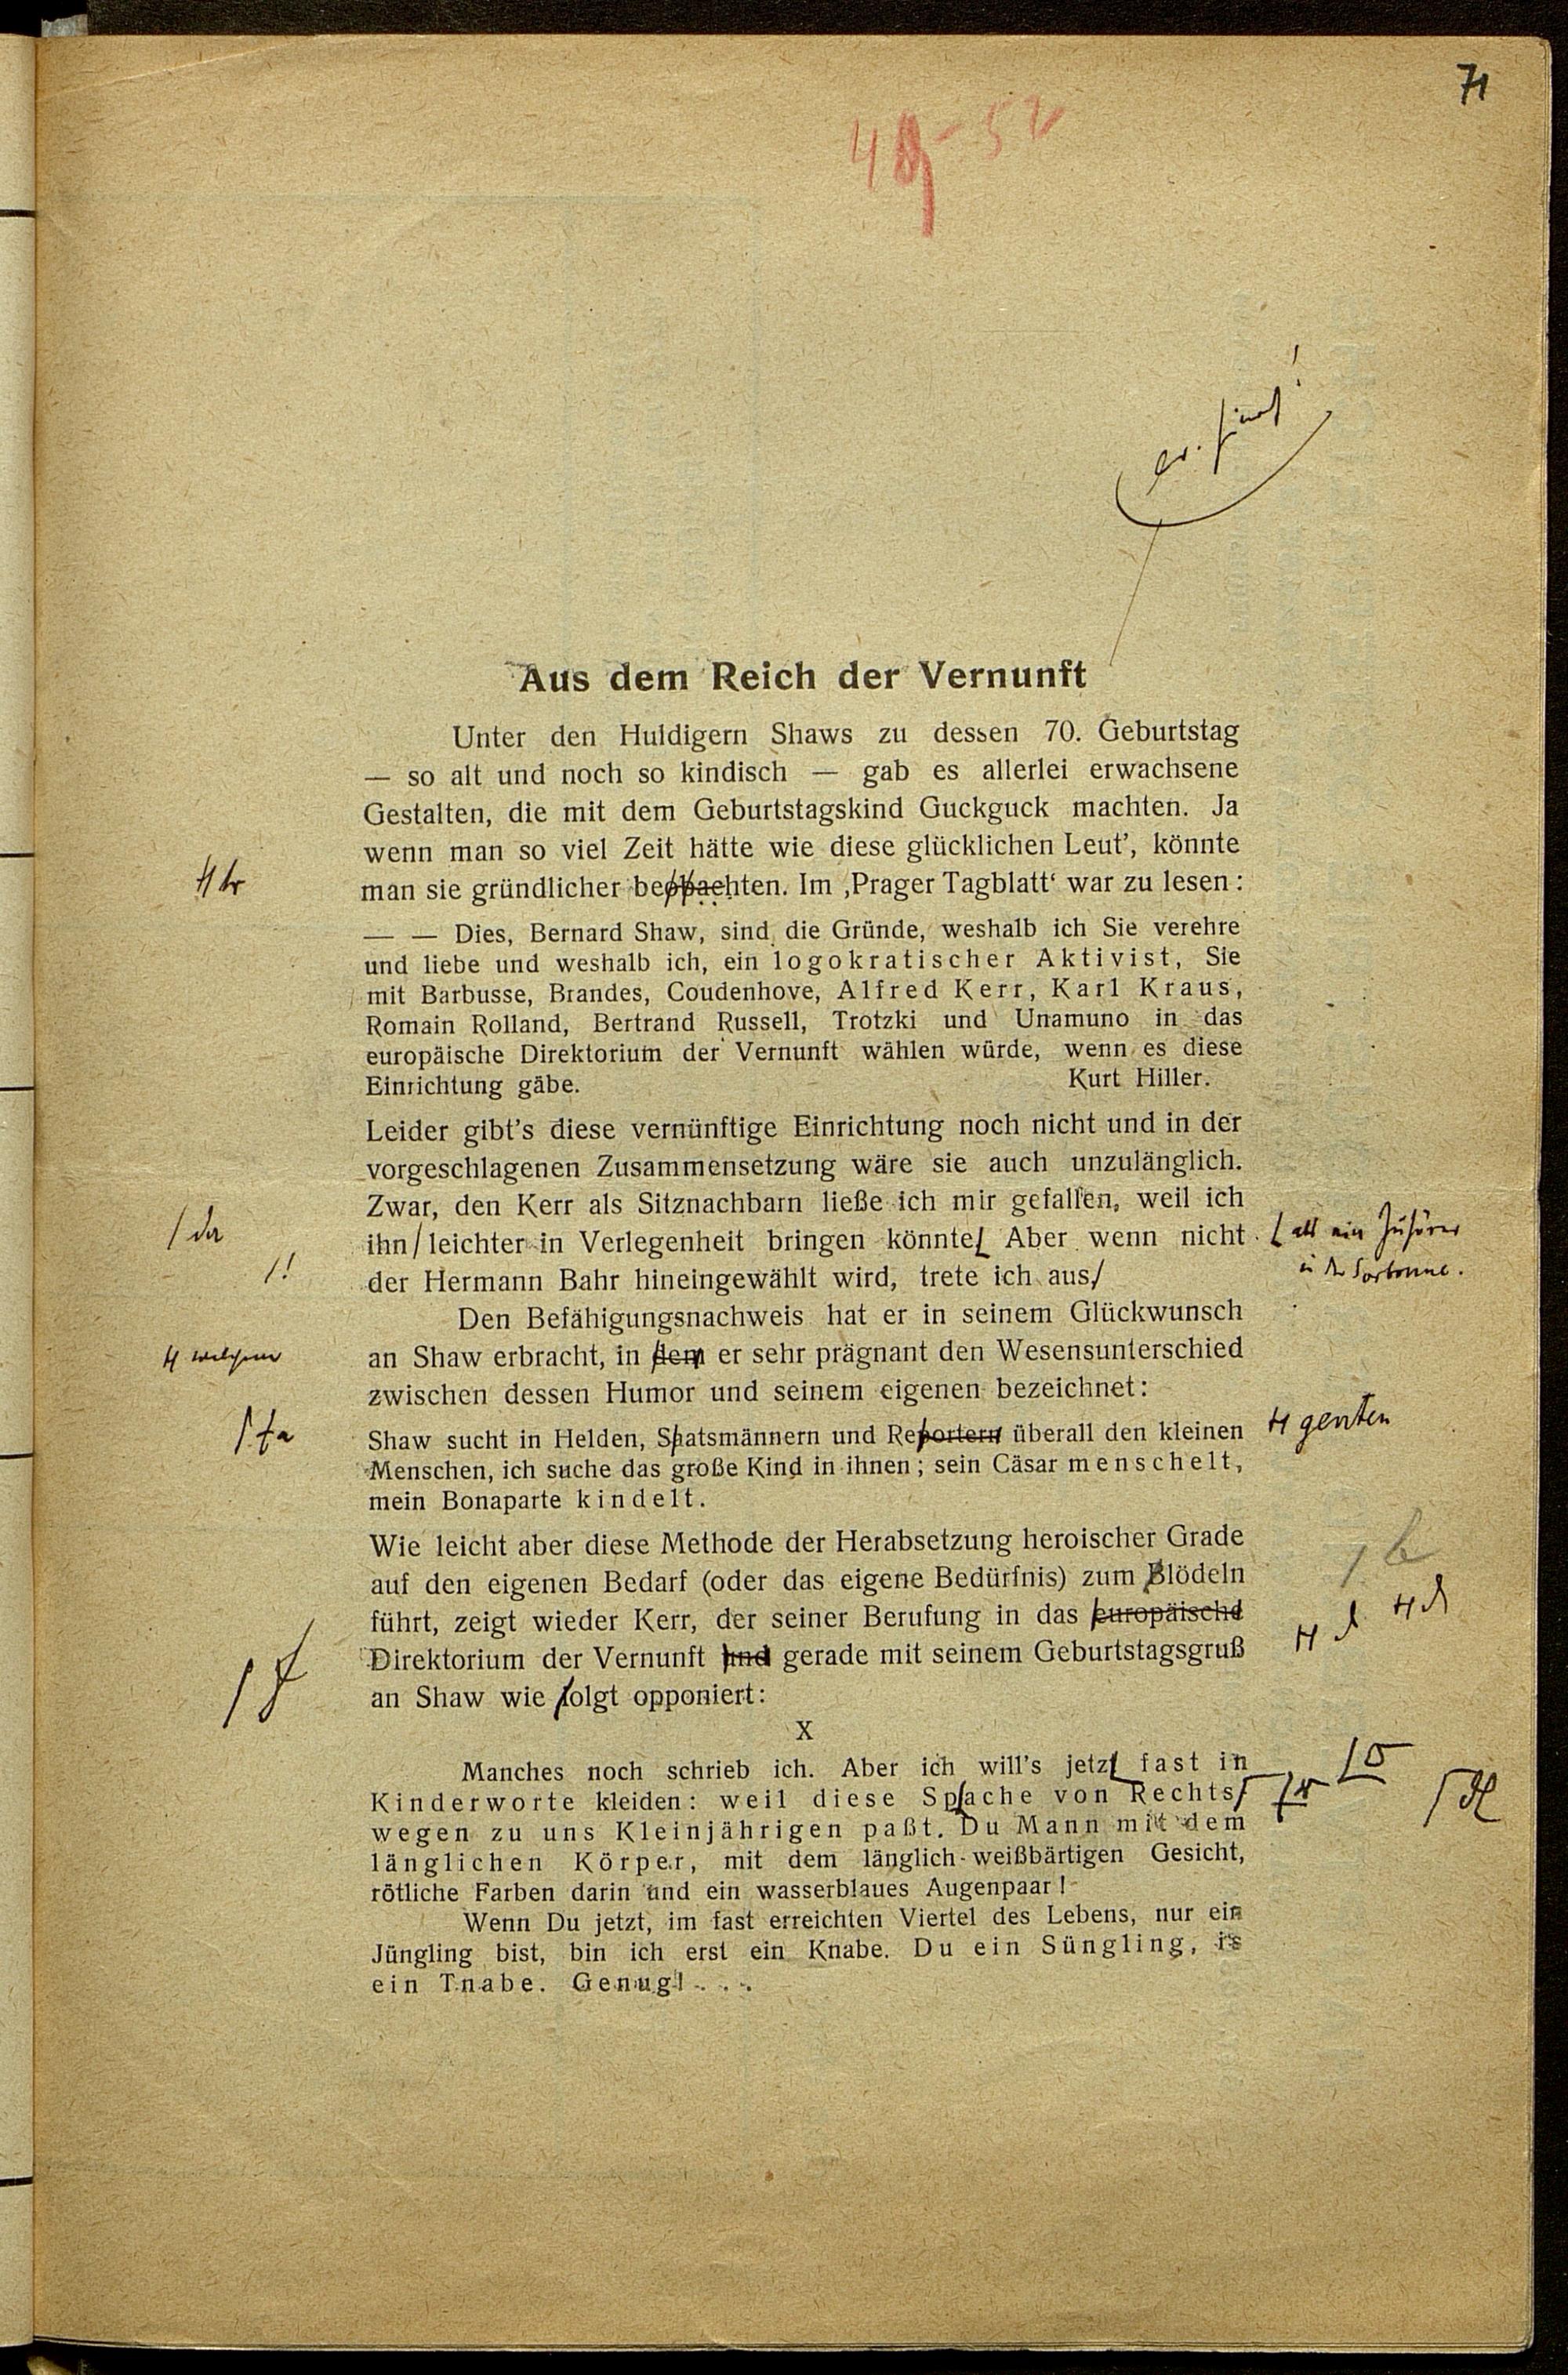 71
49-52
Aus dem Reich der Vernunft
Unter den Huldigern Shaws zu dessen 70. Geburtstag
— so alt und noch so kindisch — gab es allerlei erwachsene
Gestalten, die mit dem Geburtstagskind Guckguck machten. Ja
wenn man so viel Zeit hätte wie diese glücklichen Leut’, könnte
man sie gründlicher beobachten. Im ‚Prager Tagblatt‘ war zu lesen:
— — Dies, Bernard Shaw, sind die Gründe, weshalb ich Sie verehre
und liebe und weshalb ich, ein logokratischer Aktivist, Sie
mit Barbusse, Brandes, Coudenhove, Alfred Kerr, Karl Kraus,
Romain Rolland, Bertrand Russell, Trotzki und Unamuno in das
europäische Direktorium der Vernunft wählen würde, wenn es diese
Einrichtung gäbe. Kurt Hiller.
Leider gibt’s diese vernünftige Einrichtung noch nicht und in der
vorgeschlagenen Zusammensetzung wäre sie auch unzulänglich.
Zwar, den Kerr als Sitznachbarn ließe ich mir gefallen, weil ich
da
ihn leichter in Verlegenheit bringen könnte. Aber wenn nicht
als ein Zuhörer
in der Sorbonne.
!
der Hermann Bahr hineingewählt wird, trete ich aus
Den Befähigungsnachweis hat er in seinem Glückwunsch
welchem
an Shaw erbracht, in dem er sehr prägnant den Wesensunterschied
zwischen dessen Humor und seinem eigenen bezeichnet:
ta
Shaw sucht in Helden, Spatsmännern und Reportern überall den kleinen
genten
Menschen, ich suche das große Kind in ihnen; sein Cäsar menschelt,
mein Bonaparte kindelt.
Wie leicht aber diese Methode der Herabsetzung heroischer Grade
auf den eigenen Bedarf (oder das eigene Bedürfnis) zum Blödeln
b
führt, zeigt wieder Kerr, der seiner Berufung in das europäische
Direktorium der Vernunft und gerade mit seinem Geburtstagsgruß
f
an Shaw wie folgt opponiert:
X
Manches noch schrieb ich. Aber ich will’s jetzt fast in
Kinderworte kleiden: weil diese Sprache von Rechts
wegen zu uns Kleinjährigen paßt. Du Mann mit dem
länglichen Körper, mit dem länglich-weißbärtigen Gesicht,
rötliche Farben darin und ein wasserblaues Augenpaar!
Wenn Du jetzt, im fast erreichten Viertel des Lebens, nur ein
Jüngling bist, bin ich erst ein Knabe. Du ein Süngling, is
ein Tnabe. Genug! . . .